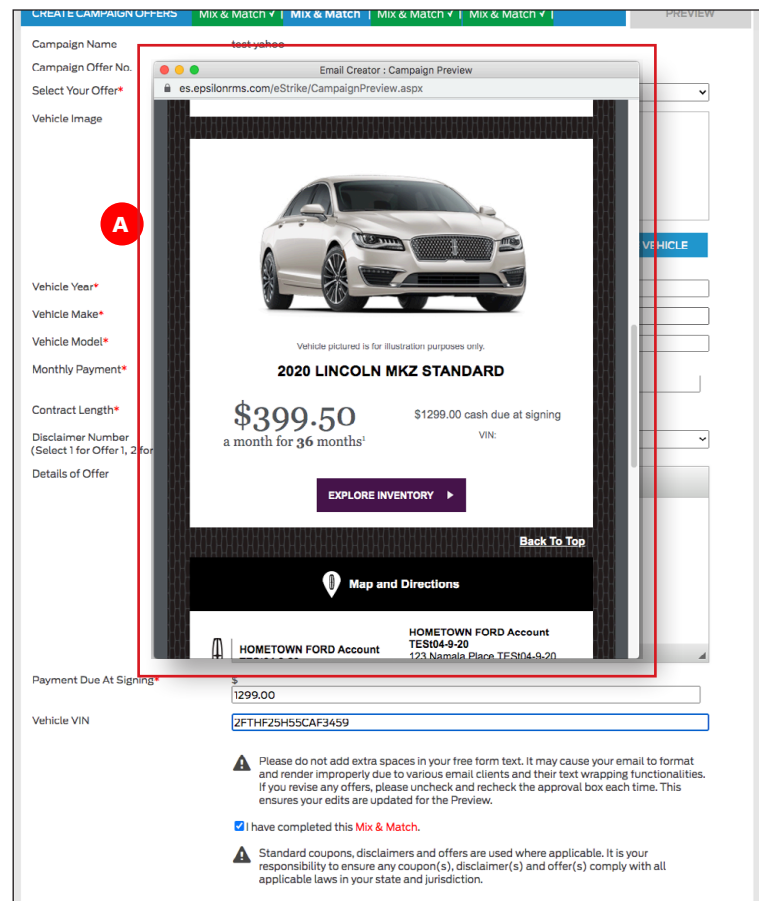 CREATE CAMPAIGN OFFERS Mix & Match ✓ | Mix & Match | Mix & Match ✓ | Mix & Match ✓ | PREVIEW
Campaign Name test yahoo
Campaign Offer No.
Select Your Offer*
Vehicle Image
Email Creator : Campaign Preview
es.epsilonrms.com/eStrike/CampaignPreview.aspx
A
VEHICLE
Vehicle pictured is for illustration purposes only.
2020 LINCOLN MKZ STANDARD
$399.50
a month for 36 months¹
$1299.00 cash due at signing
VIN:
EXPLORE INVENTORY
Back To Top
Map and Directions
HOMETOWN FORD Account
HOMETOWN FORD Account
TESt04-9-20
123 Namala Place TESt04-9-20
Vehicle Year*
Vehicle Make*
Vehicle Model*
Monthly Payment*
Contract Length*
Disclaimer Number
(Select 1 for Offer 1, 2 for
Details of Offer
Payment Due At Signing* $
1299.00
Vehicle VIN 2FTHF25H55CAF3459
Please do not add extra spaces in your free form text. It may cause your email to format
and render improperly due to various email clients and their text wrapping functionalities.
If you revise any offers, please uncheck and recheck the approval box each time. This
ensures your edits are updated for the Preview.
I have completed this Mix & Match.
Standard coupons, disclaimers and offers are used where applicable. It is your
responsibility to ensure any coupon(s), disclaimer(s) and offer(s) comply with all
applicable laws in your state and jurisdiction.